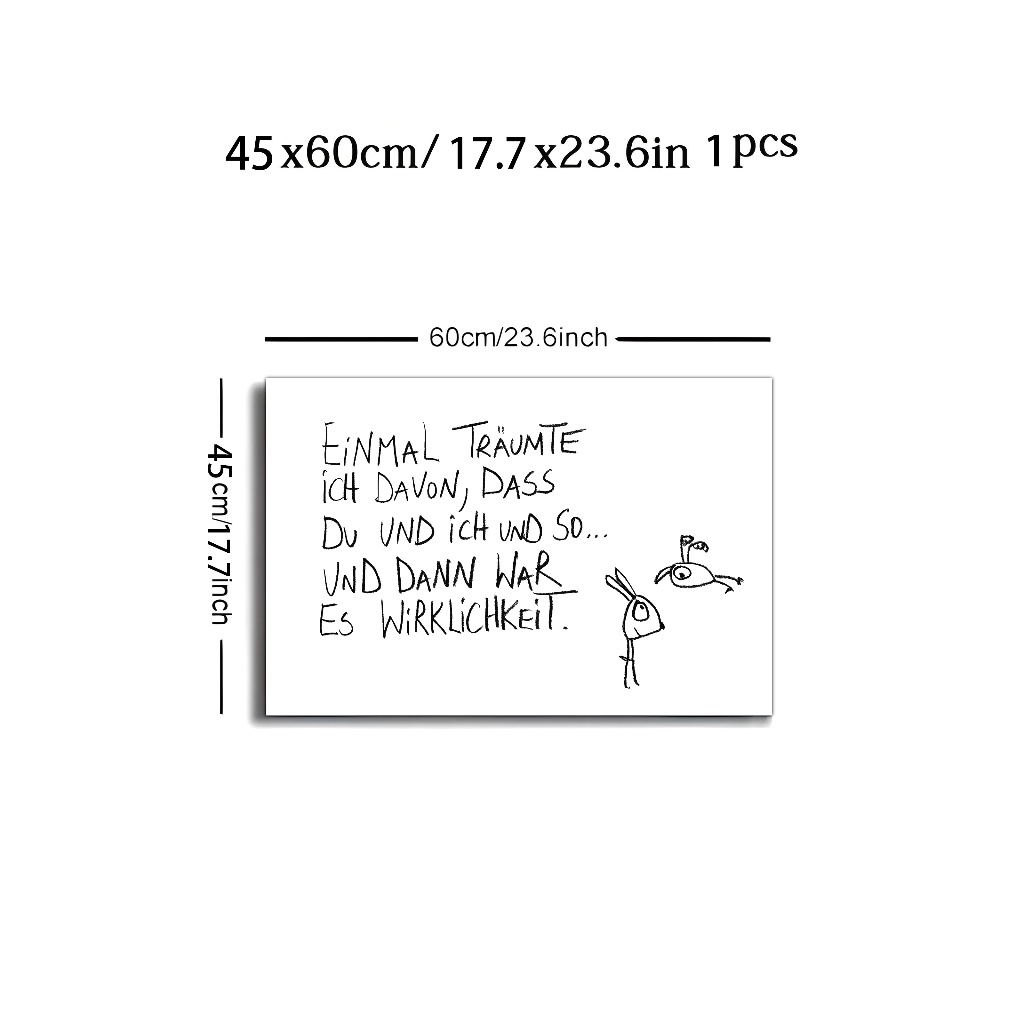 45x60cm/ 17.7x23.6in 1pcs
60cm/23.6inch
45cm/17.7inch
EiNMAL TRÄUMTE
iCH DAVON, DASS
DU UND iCH UND SO...
UND DANN WAR
ES WiRKLiCHKEiT.